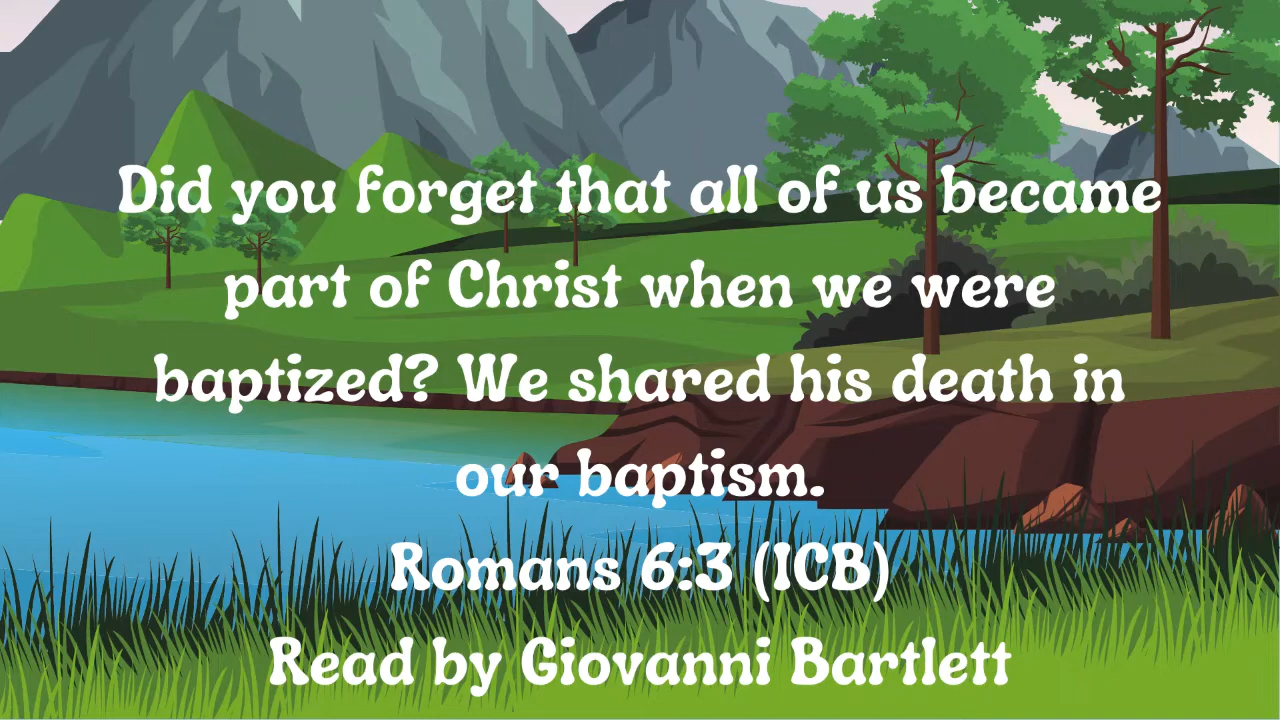 Did you forget that all of us became
part of Christ when we were
baptized? We shared his death in
our baptism.
Romans 6:3 (ICB)
Read by Giovanni Bartlett